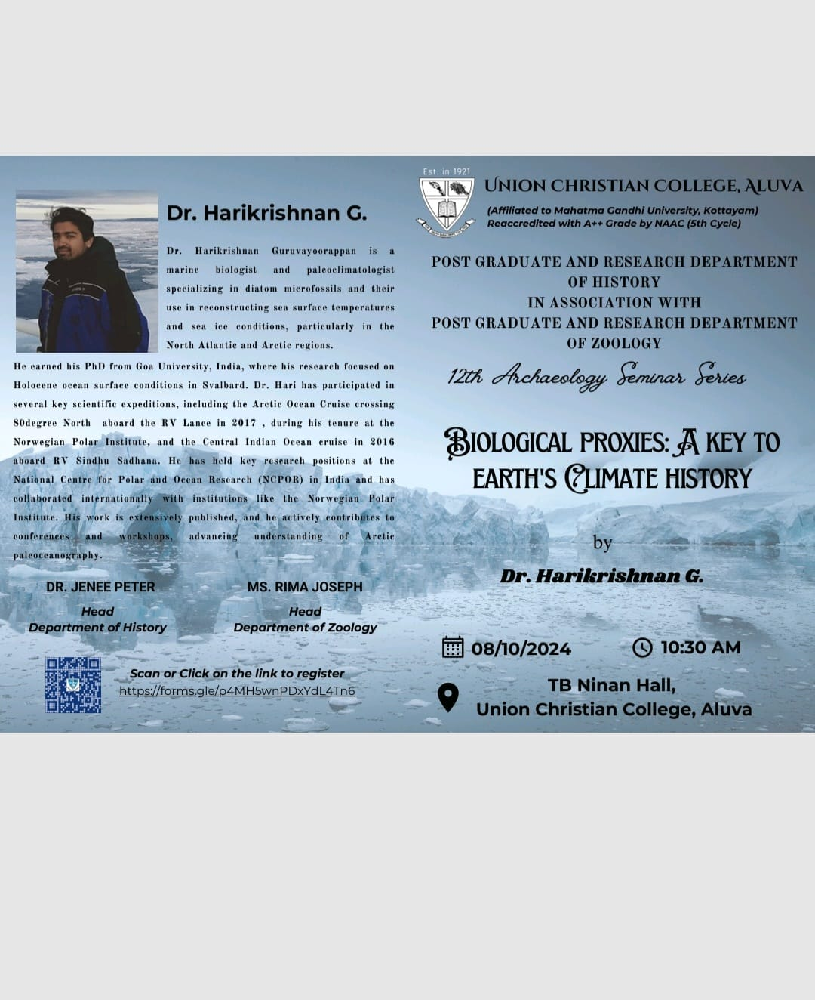 Dr. Harikrishnan G.
Dr. Harikrishnan Guruvayoorappan is a
marine biologist and paleoclimatologist
specializing in diatom microfossils and their
use in reconstructing sea surface temperatures
and sea ice conditions, particularly in the
North Atlantic and Arctic regions.
He earned his PhD from Goa University, India, where his research focused on
Holocene ocean surface conditions in Svalbard. Dr. Hari has participated in
several key scientific expeditions, including the Arctic Ocean Cruise crossing
80degree North aboard the RV Lance in 2017 , during his tenure at the
Norwegian Polar Institute, and the Central Indian Ocean cruise in 2016
aboard RV Sindhu Sadhana. He has held key research positions at the
National Centre for Polar and Ocean Research (NCPOR) in India and has
collaborated internationally with institutions like the Norwegian Polar
Institute. His work is extensively published, and he actively contributes to
conferences and workshops, advancing understanding of Arctic
paleoceanography.
DR. JENEE PETER
Head
Department of History
MS. RIMA JOSEPH
Head
Department of Zoology
Scan or Click on the link to register
https://forms.gle/p4MH5wnPDxYdL4Tn6
Est. in 1921
UNION CHRISTIAN COLLEGE, ALUVA
(Affiliated to Mahatma Gandhi University, Kottayam)
Reaccredited with A++ Grade by NAAC (5th Cycle)
POST GRADUATE AND RESEARCH DEPARTMENT
OF HISTORY
IN ASSOCIATION WITH
POST GRADUATE AND RESEARCH DEPARTMENT
OF ZOOLOGY
12th Archaeology Seminar Series
BIOLOGICAL PROXIES: A KEY TO
EARTH'S CLIMATE HISTORY
by
Dr. Harikrishnan G.
08/10/2024
10:30 AM
TB Ninan Hall,
Union Christian College, Aluva